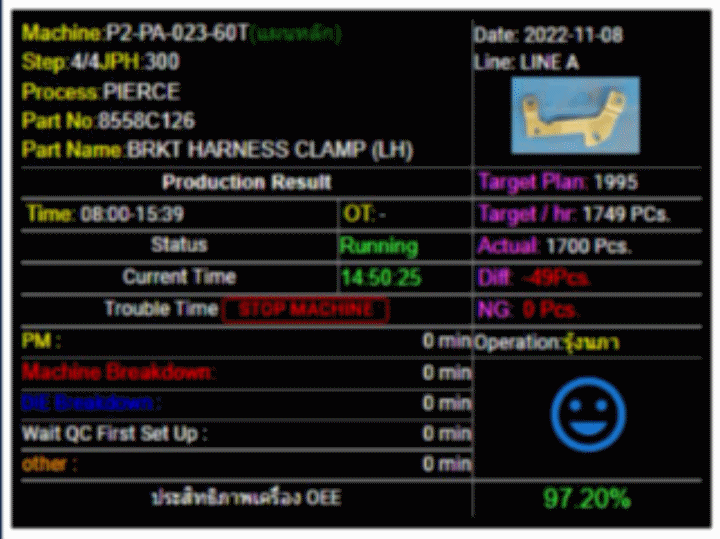 Machine:P2-PA-023-60T(แผนหลัก)
Date: 2022-11-08
Step:4/4JPH:300
Line: LINE A
Process:PIERCE
Part No:8558C126
Part Name:BRKT HARNESS CLAMP (LH)
Production Result
Target Plan: 1995
Time: 08:00-15:39 OT: -
Target / hr: 1749 PCs.
Status Running
Actual: 1700 Pcs.
Current Time 14:50:25
Diff: -49Pcs.
Trouble Time STOP MACHINE
NG: 0 Pcs.
PM : 0 min
Operation:รุ้งนภา
Machine Breakdown: 0 min
DIE Breakdown : 0 min
Wait QC First Set Up : 0 min
other : 0 min
ประสิทธิภาพเครื่อง OEE 97.20%